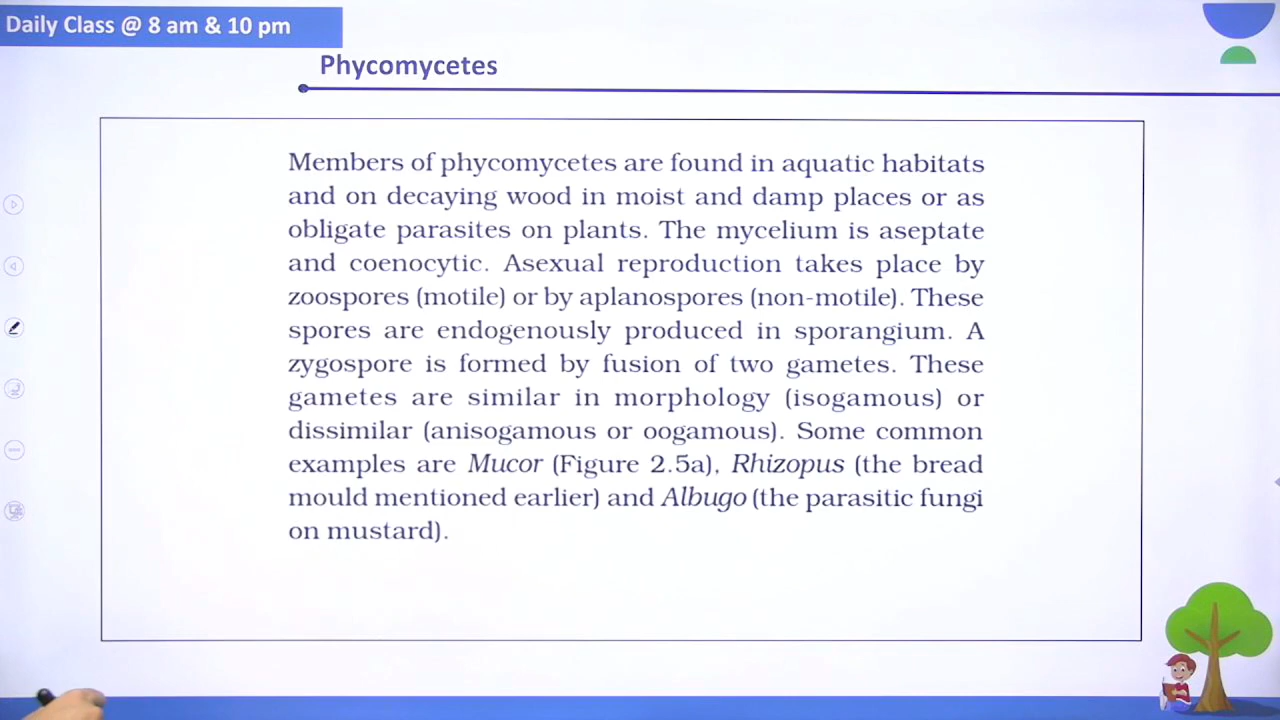 Daily Class @ 8 am & 10 pm
Phycomycetes
Members of phycomycetes are found in aquatic habitats
and on decaying wood in moist and damp places or as
obligate parasites on plants. The mycelium is aseptate
and coenocytic. Asexual reproduction takes place by
zoospores (motile) or by aplanospores (non-motile). These
spores are endogenously produced in sporangium. A
zygospore is formed by fusion of two gametes. These
gametes are similar in morphology (isogamous) or
dissimilar (anisogamous or oogamous). Some common
examples are Mucor (Figure 2.5a), Rhizopus (the bread
mould mentioned earlier) and Albugo (the parasitic fungi
on mustard).